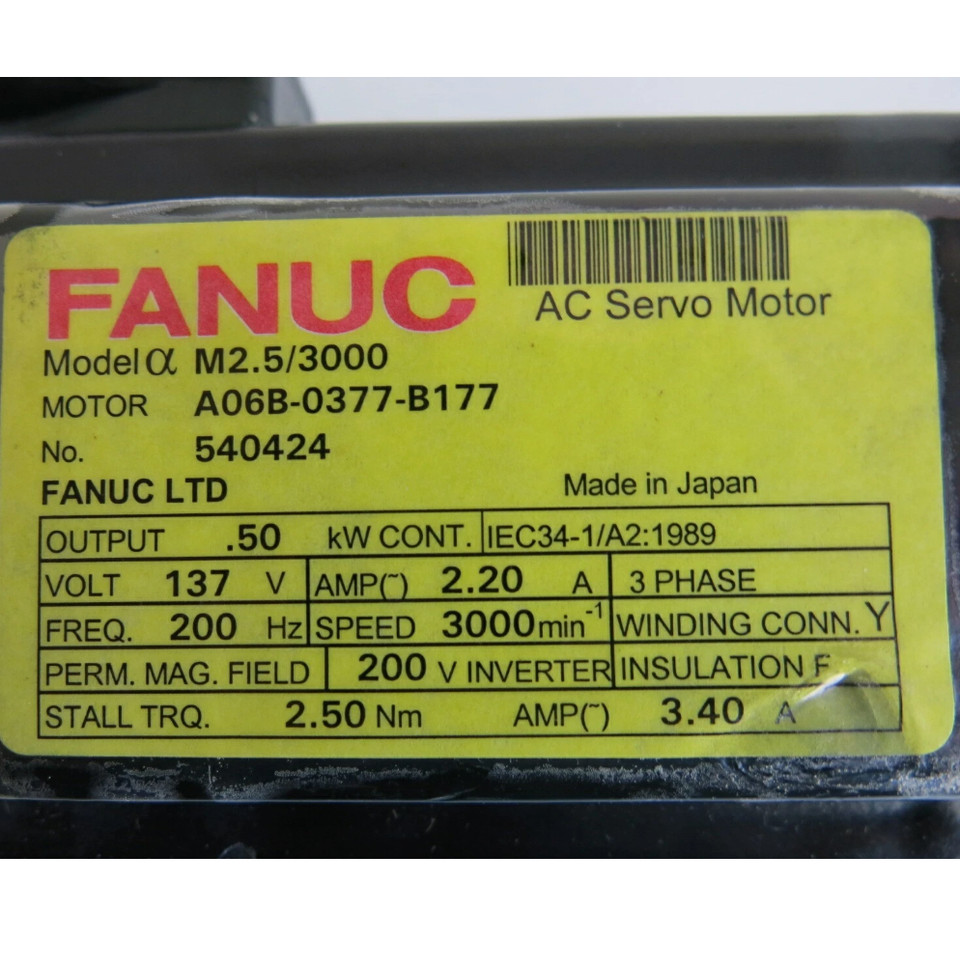 FANUC
AC Servo Motor
Model α M2.5/3000
MOTOR A06B-0377-B177
No. 540424
FANUC LTD Made in Japan
OUTPUT .50 kW CONT. IEC34-1/A2:1989
VOLT 137 V AMP(~) 2.20 A 3 PHASE
FREQ. 200 Hz SPEED 3000 min⁻¹ WINDING CONN. Y
PERM. MAG. FIELD 200 V INVERTER INSULATION F
STALL TRQ. 2.50 Nm AMP(~) 3.40 A